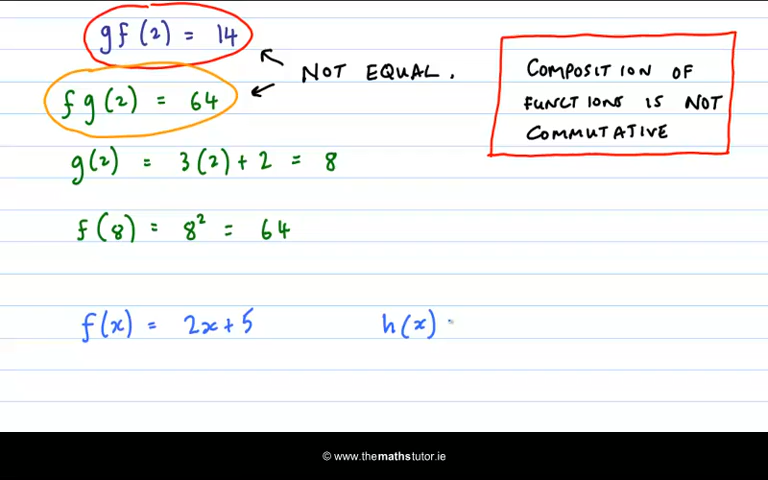 gf(2) = 14
NOT EQUAL.
fg(2) = 64
COMPOSITION OF
FUNCTIONS IS NOT
COMMUTATIVE
g(2) = 3(2) + 2 = 8
f(8) = 8² = 64
f(x) = 2x + 5
h(x)
© www.themathstutor.ie